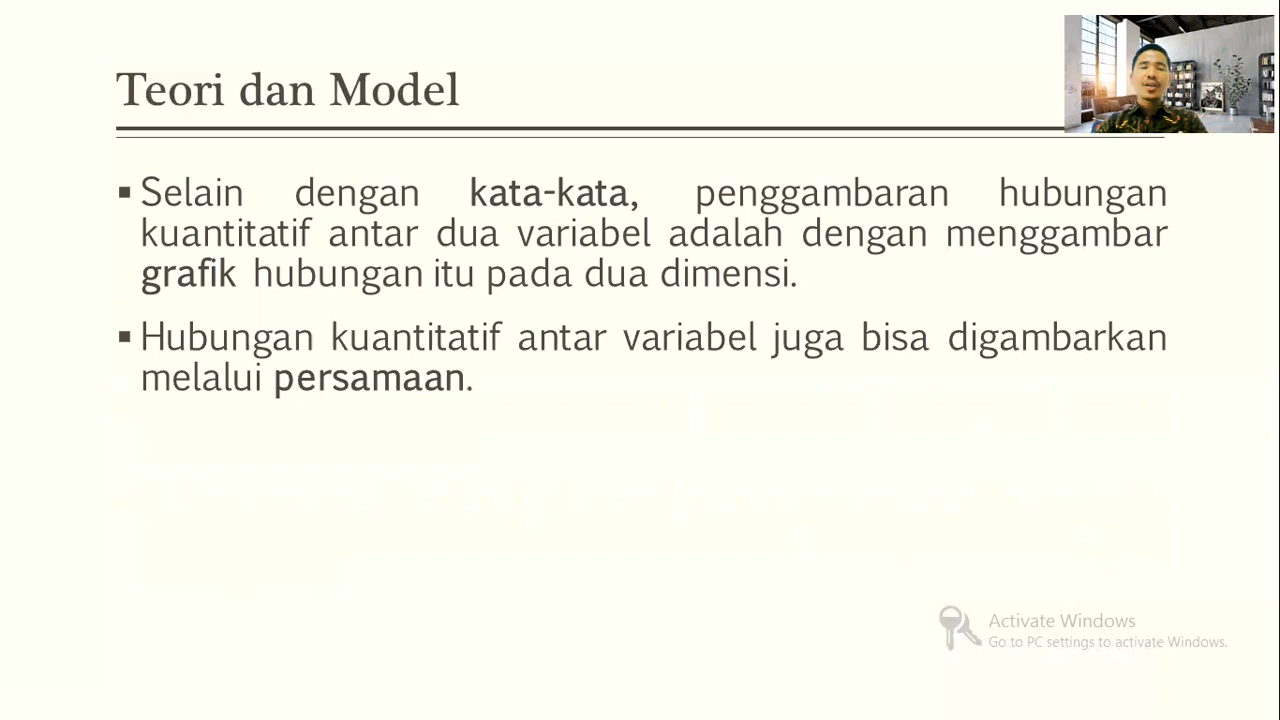 Teori dan Model
▪ Selain dengan kata-kata, penggambaran hubungan
kuantitatif antar dua variabel adalah dengan menggambar
grafik hubungan itu pada dua dimensi.
▪ Hubungan kuantitatif antar variabel juga bisa digambarkan
melalui persamaan.
Activate Windows
Go to PC settings to activate Windows.